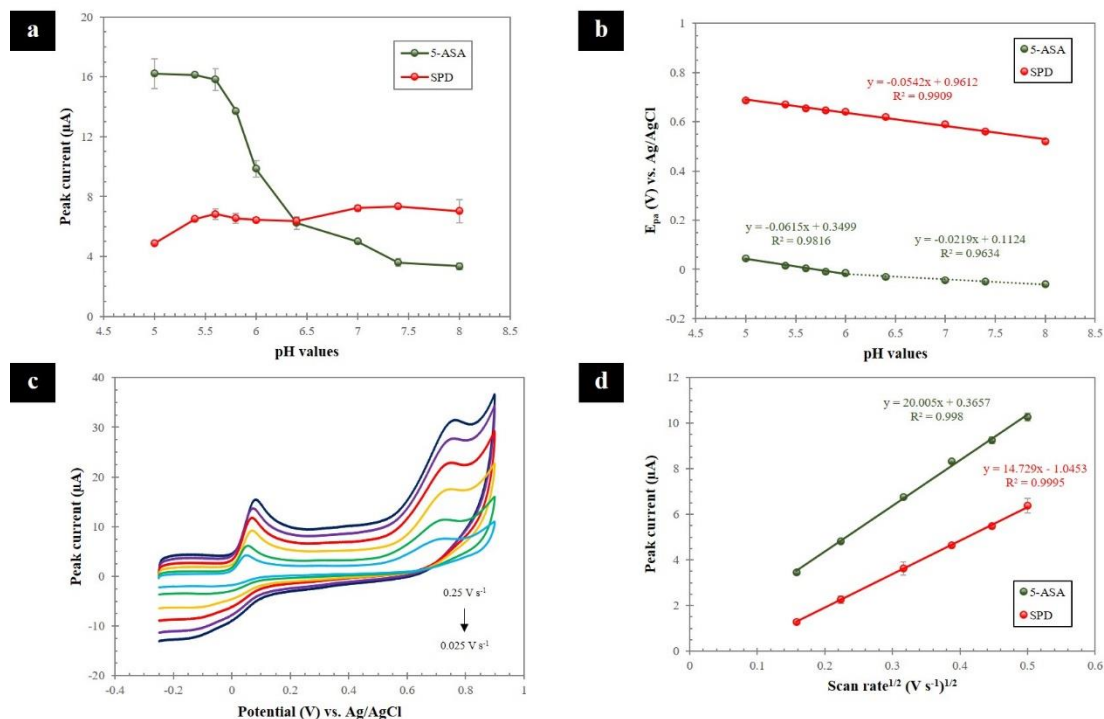 a
20
16
12
8
4
0
Peak current (µA)
4.5 5 5.5 6 6.5 7 7.5 8 8.5
pH values
5-ASA
SPD
b
1
0.8
0.6
0.4
0.2
0
-0.2
Epa (V) vs. Ag/AgCl
4.5 5 5.5 6 6.5 7 7.5 8 8.5
pH values
5-ASA
SPD
y = -0.0542x + 0.9612
R² = 0.9909
y = -0.0615x + 0.3499
R² = 0.9816
y = -0.0219x + 0.1124
R² = 0.9634
c
40
30
20
10
0
-10
-20
Peak current (µA)
-0.4 -0.2 0 0.2 0.4 0.6 0.8 1
Potential (V) vs. Ag/AgCl
0.25 V s⁻¹
0.025 V s⁻¹
d
12
10
8
6
4
2
0
Peak current (µA)
0 0.1 0.2 0.3 0.4 0.5 0.6
Scan rate¹ᐟ² (V s⁻¹)¹ᐟ²
y = 20.005x + 0.3657
R² = 0.998
y = 14.729x - 1.0453
R² = 0.9995
5-ASA
SPD